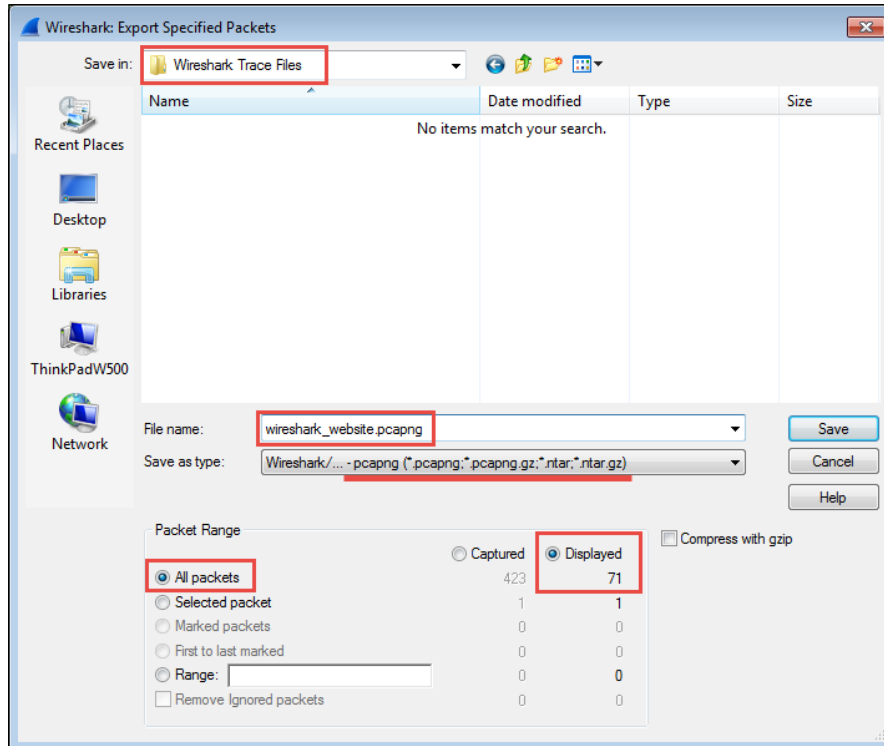 Wireshark: Export Specified Packets
Save in: Wireshark Trace Files
Name Date modified Type Size
No items match your search.
Recent Places
Desktop
Libraries
ThinkPadW500
Network
File name: wireshark_website.pcapng Save
Save as type: Wireshark/... - pcapng (*.pcapng;*.pcapng.gz;*.ntar;*.ntar.gz) Cancel
Help
Packet Range
Captured Displayed Compress with gzip
All packets 423 71
Selected packet 1 1
Marked packets 0 0
First to last marked 0 0
Range: 0 0
Remove Ignored packets 0 0